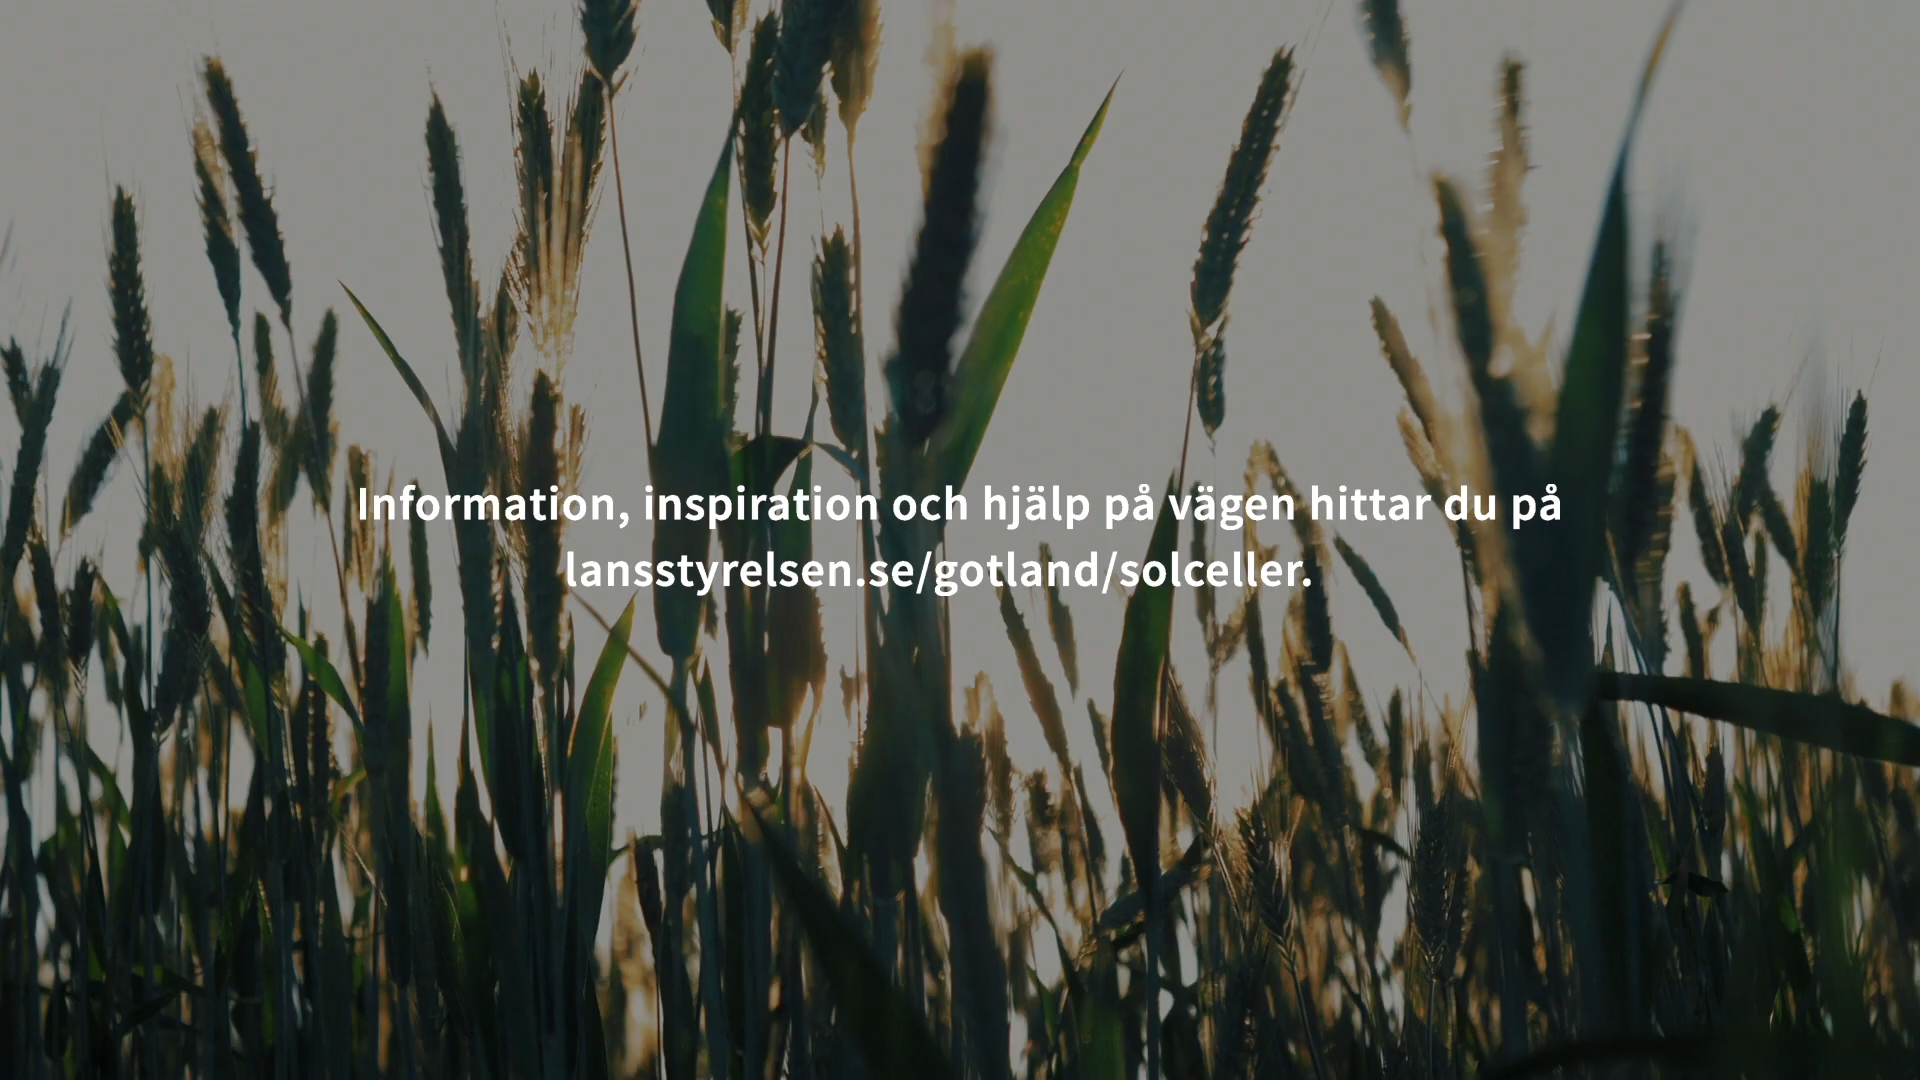 Information, inspiration och hjälp på vägen hittar du på
lansstyrelsen.se/gotland/solceller.